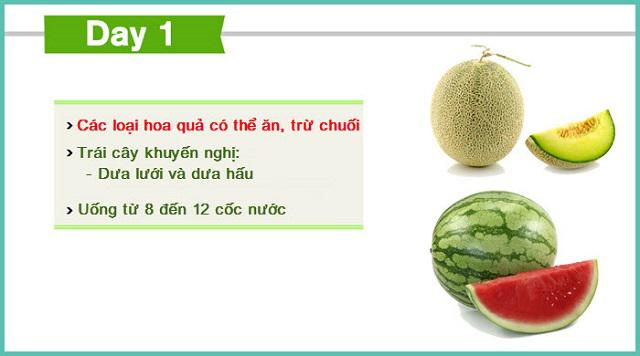 Day 1
› Các loại hoa quả có thể ăn, trừ chuối
› Trái cây khuyến nghị:
- Dưa lưới và dưa hấu
› Uống từ 8 đến 12 cốc nước